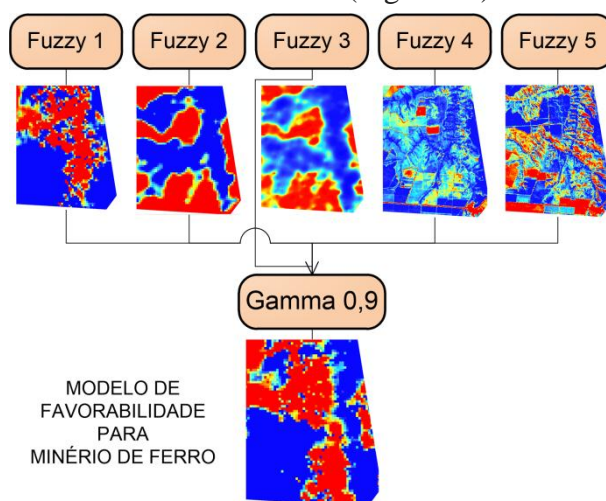 Fuzzy 1
Fuzzy 2
Fuzzy 3
Fuzzy 4
Fuzzy 5
Gamma 0,9
MODELO DE
FAVORABILIDADE
PARA
MINÉRIO DE FERRO